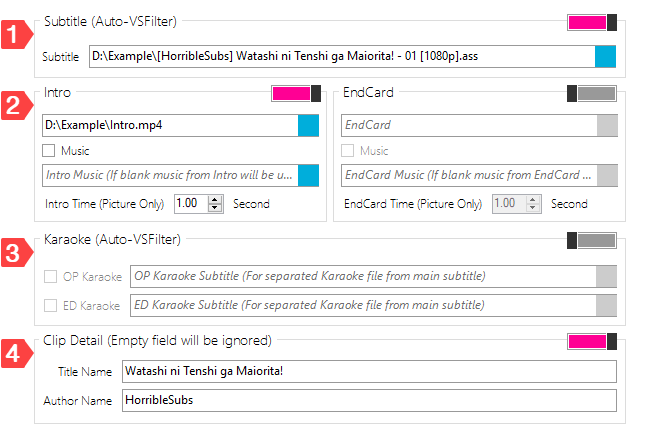 1 Subtitle (Auto-VSFilter)
Subtitle D:\Example\[HorribleSubs] Watashi ni Tenshi ga Maiorita! - 01 [1080p].ass
2 Intro
D:\Example\Intro.mp4
Music
Intro Music (If blank music from Intro will be u...
Intro Time (Picture Only) 1.00 Second
EndCard
EndCard
Music
EndCard Music (If blank music from EndCard ...
EndCard Time (Picture Only) 1.00 Second
3 Karaoke (Auto-VSFilter)
OP Karaoke OP Karaoke Subtitle (For separated Karaoke file from main subtitle)
ED Karaoke ED Karaoke Subtitle (For separated Karaoke file from main subtitle)
4 Clip Detail (Empty field will be ignored)
Title Name Watashi ni Tenshi ga Maiorita!
Author Name HorribleSubs